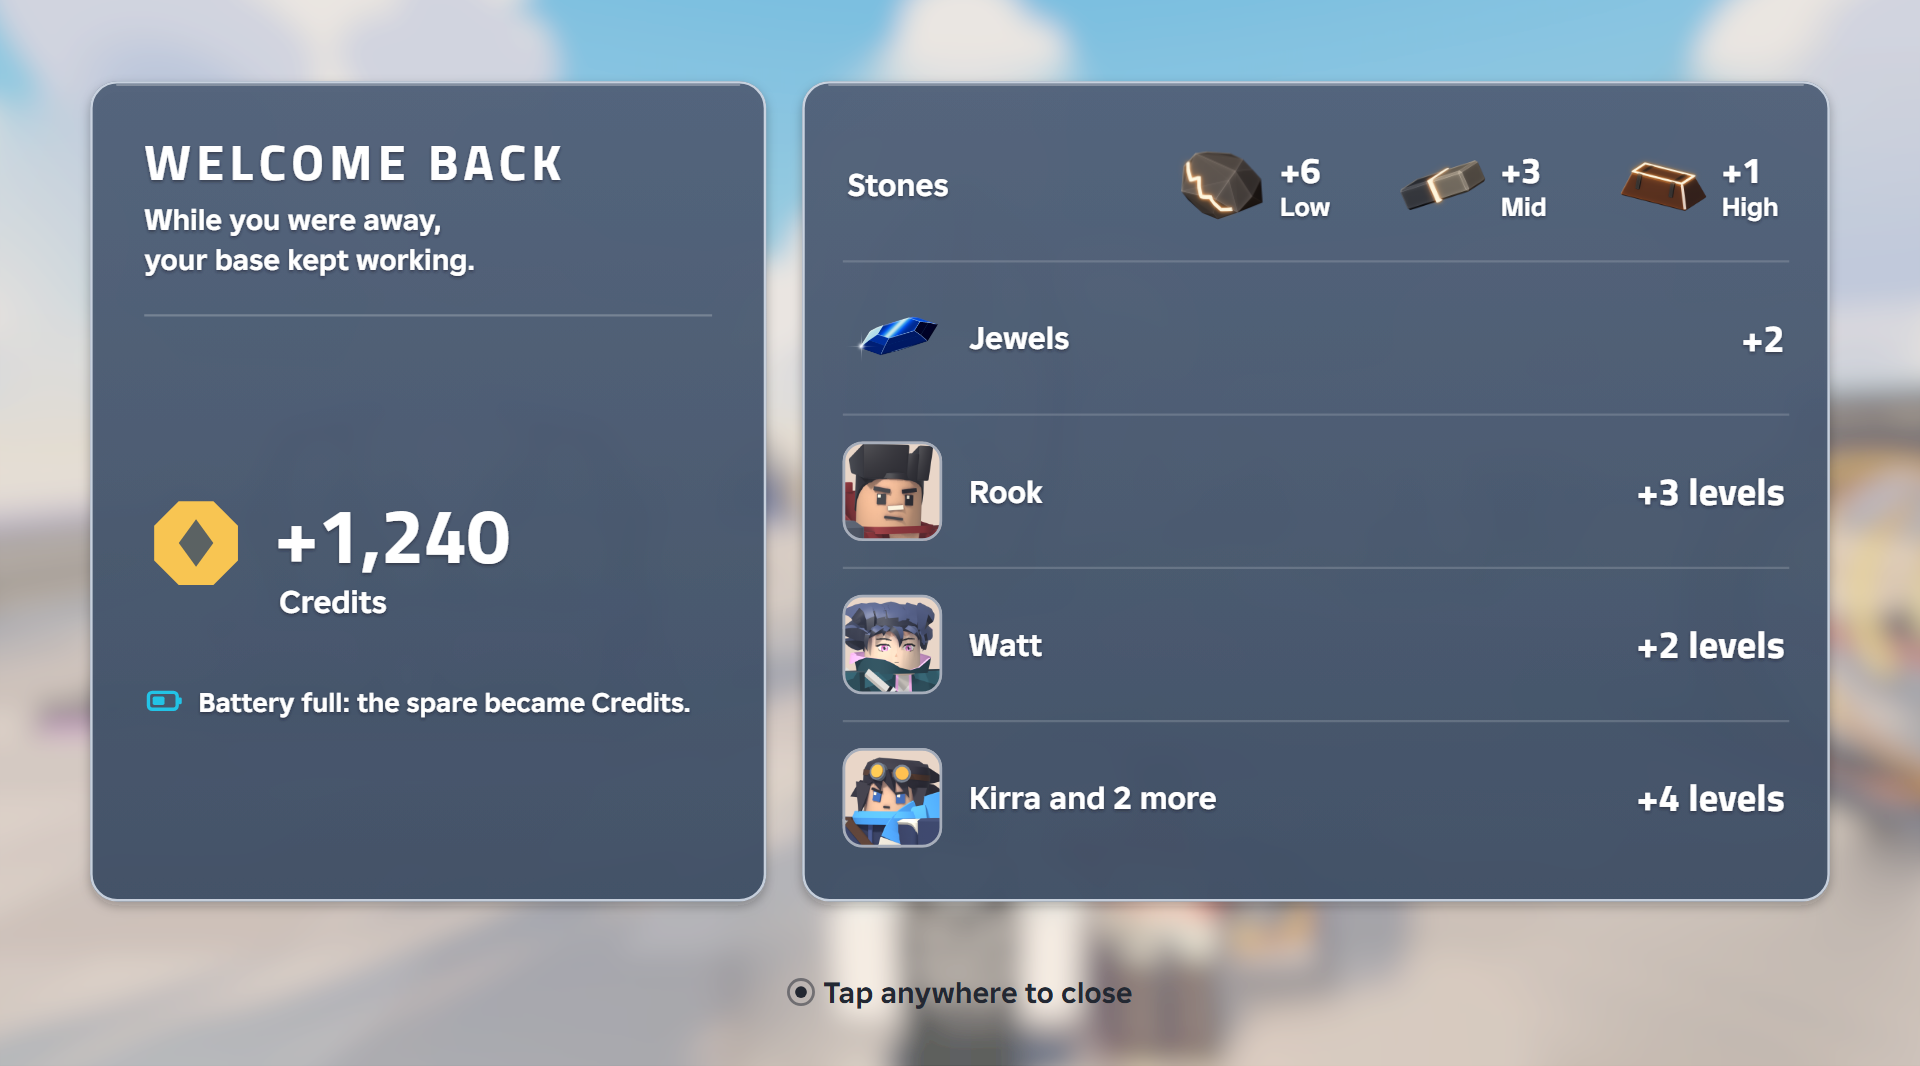 WELCOME BACK
While you were away,
your base kept working.
+1,240
Credits
Battery full: the spare became Credits.
Stones
+6
Low
+3
Mid
+1
High
Jewels
+2
Rook
+3 levels
Watt
+2 levels
Kirra and 2 more
+4 levels
Tap anywhere to close